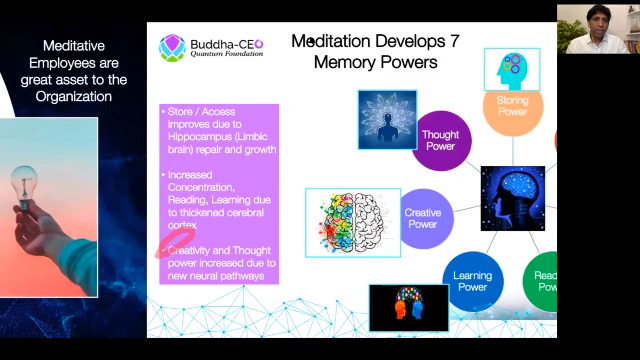 Meditative
Employees are
great asset to the
Organization
Buddha-CEO
Quantum Foundation
Meditation Develops 7
Memory Powers
• Store / Access
improves due to
Hippocampus (Limbic
brain) repair and growth
• Increased
Concentration,
Reading, Learning due
to thickened cerebral
cortex
• Creativity and Thought
power increased due to
new neural pathways
Storing
Power
Thought
Power
Creative
Power
Learning
Power